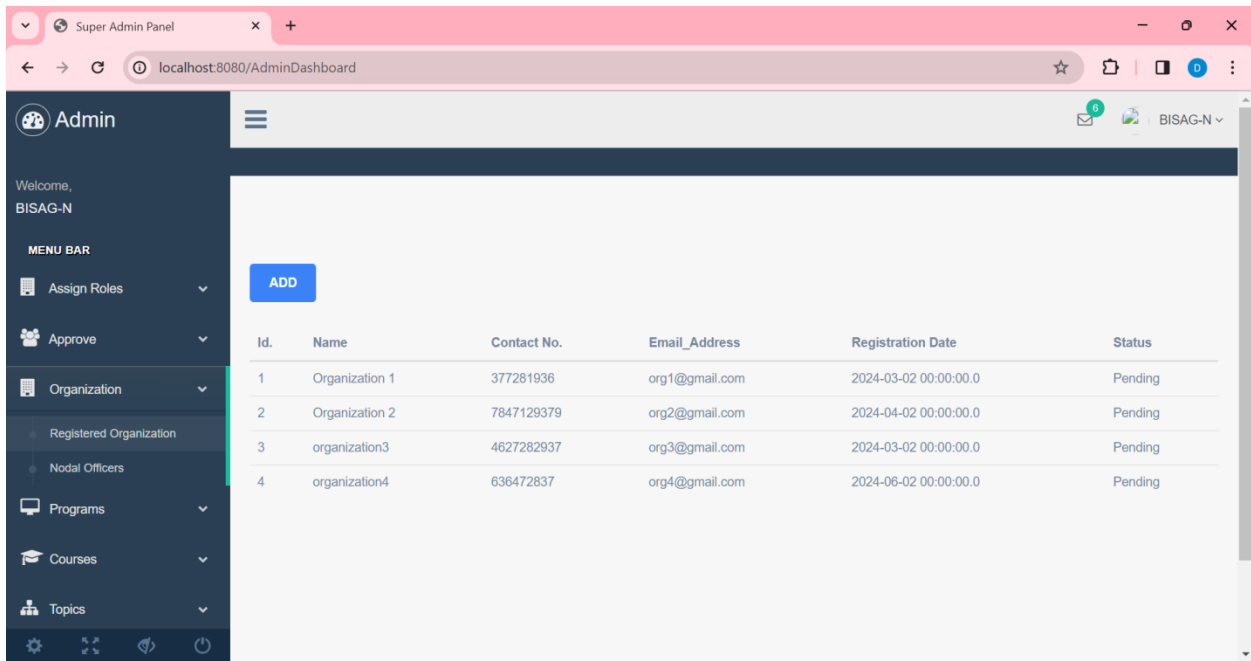 Super Admin Panel
localhost:8080/AdminDashboard
D
Admin
6
BISAG-N
Welcome,
BISAG-N
MENU BAR
Assign Roles
Approve
Organization
Registered Organization
Nodal Officers
Programs
Courses
Topics
ADD
Id. Name Contact No. Email_Address Registration Date Status
1 Organization 1 377281936 org1@gmail.com 2024-03-02 00:00:00.0 Pending
2 Organization 2 7847129379 org2@gmail.com 2024-04-02 00:00:00.0 Pending
3 organization3 4627282937 org3@gmail.com 2024-03-02 00:00:00.0 Pending
4 organization4 636472837 org4@gmail.com 2024-06-02 00:00:00.0 Pending